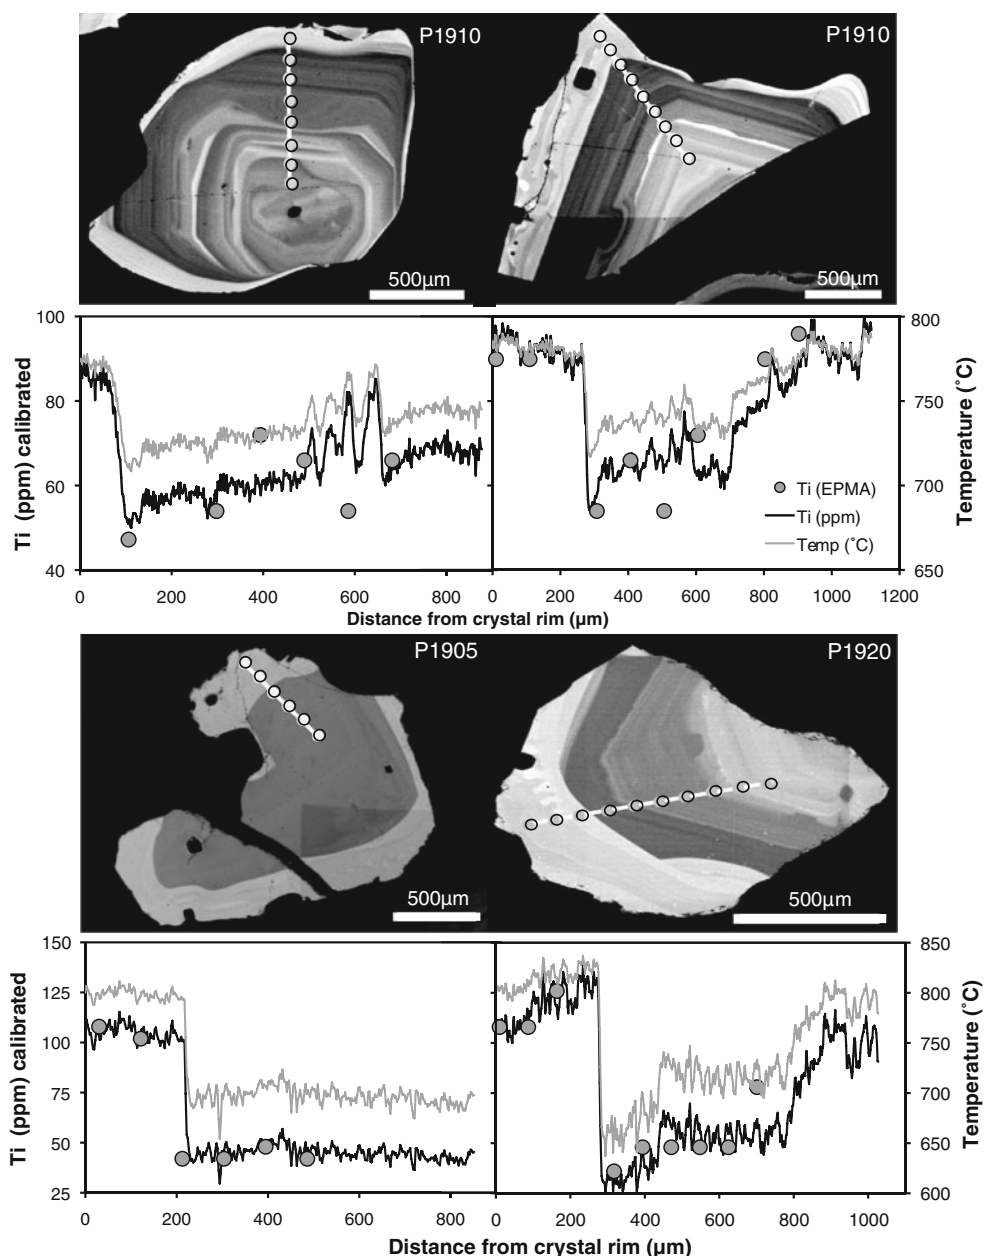 P1910
P1910
500µm
500µm
100
80
60
40
Ti (ppm) calibrated
0
200
400
600
800
0
200
400
600
800
1000
1200
800
750
700
650
Temperature (˚C)
Ti (EPMA)
Ti (ppm)
Temp (˚C)
Distance from crystal rim (µm)
P1905
P1920
500µm
500µm
150
125
100
75
50
25
Ti (ppm) calibrated
0
200
400
600
800
0
200
400
600
800
1000
850
800
750
700
650
600
Temperature (˚C)
Distance from crystal rim (µm)